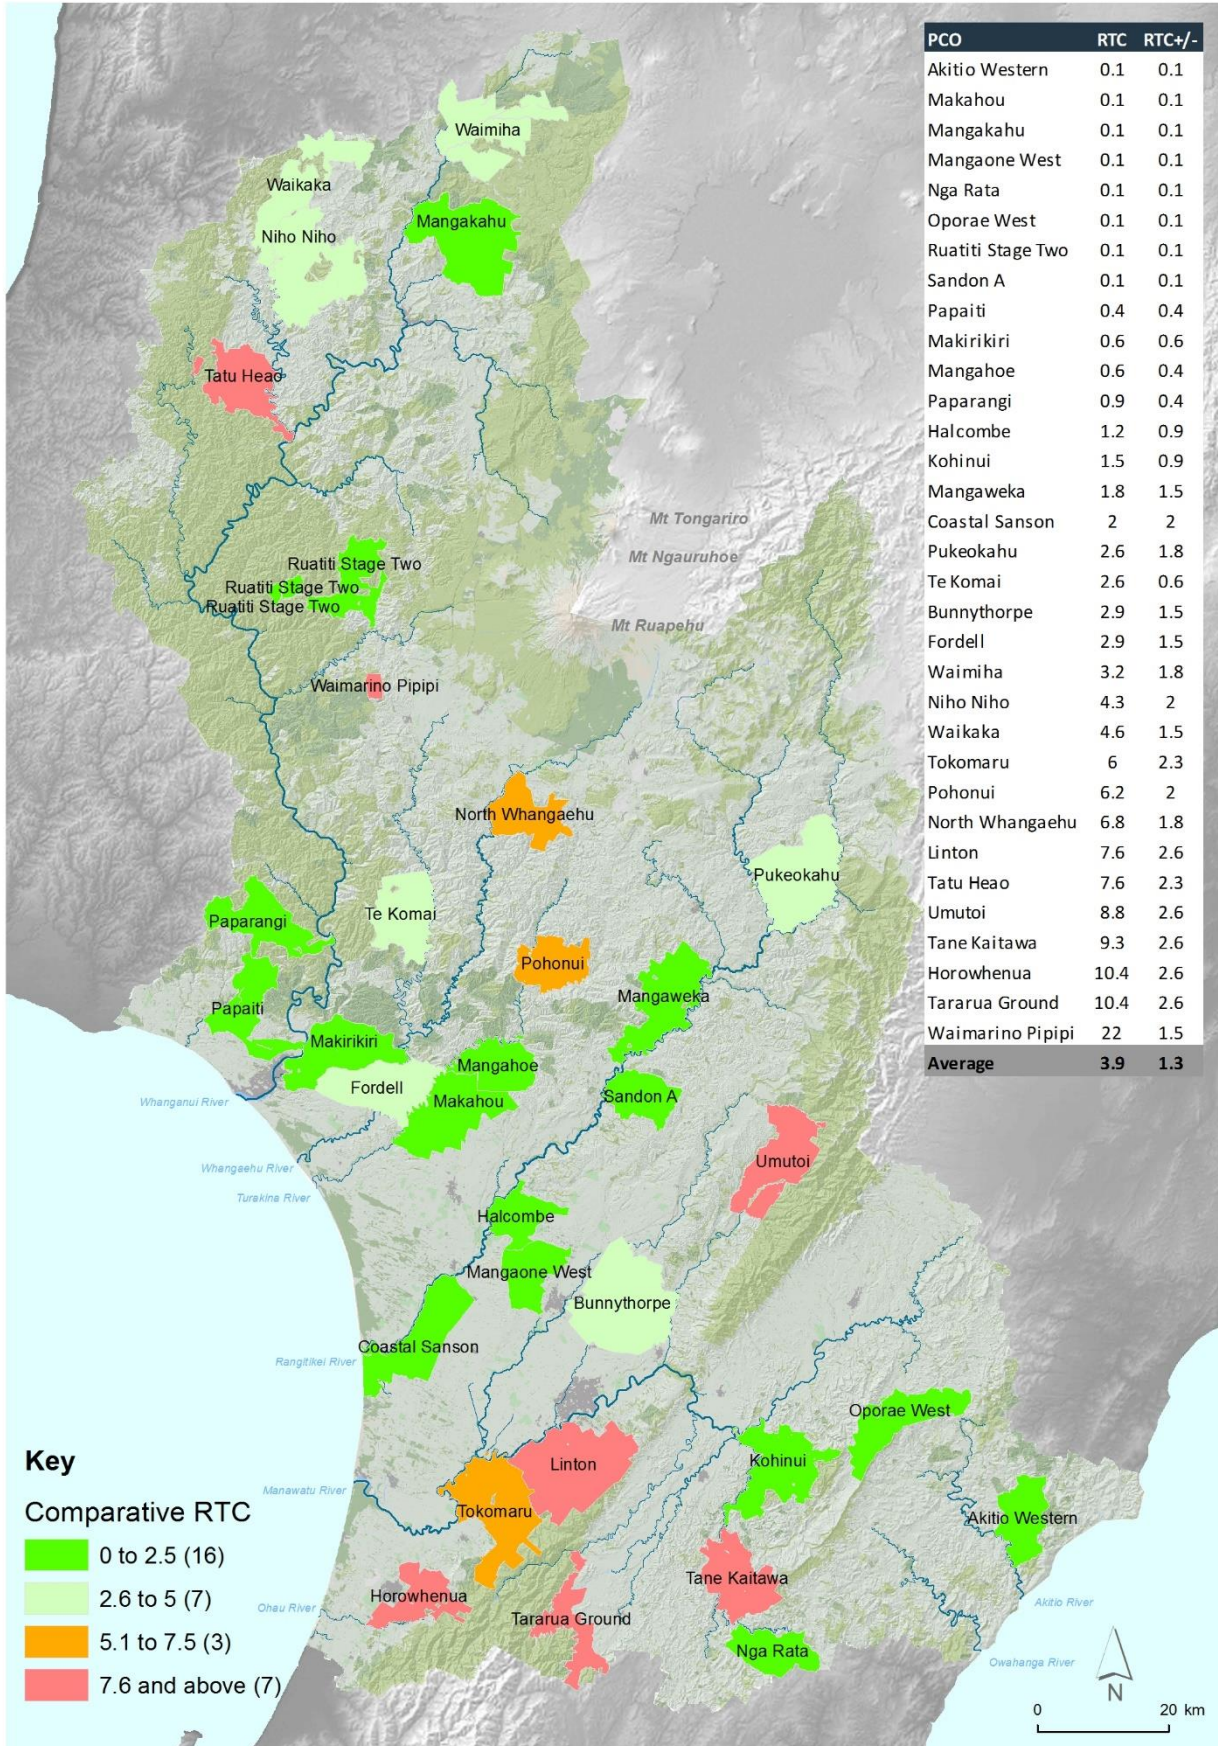 PCO RTC RTC+/-
Akitio Western 0.1 0.1
Makahou 0.1 0.1
Mangakahu 0.1 0.1
Mangaone West 0.1 0.1
Nga Rata 0.1 0.1
Oporae West 0.1 0.1
Ruatiti Stage Two 0.1 0.1
Sandon A 0.1 0.1
Papaiti 0.4 0.4
Makirikiri 0.6 0.6
Mangahoe 0.6 0.4
Paparangi 0.9 0.4
Halcombe 1.2 0.9
Kohinui 1.5 0.9
Mangaweka 1.8 1.5
Coastal Sanson 2 2
Pukeokahu 2.6 1.8
Te Komai 2.6 0.6
Bunnythorpe 2.9 1.5
Fordell 2.9 1.5
Waimiha 3.2 1.8
Niho Niho 4.3 2
Waikaka 4.6 1.5
Tokomaru 6 2.3
Pohonui 6.2 2
North Whangaehu 6.8 1.8
Linton 7.6 2.6
Tatu Heao 7.6 2.3
Umutoi 8.8 2.6
Tane Kaitawa 9.3 2.6
Horowhenua 10.4 2.6
Tararua Ground 10.4 2.6
Waimarino Pipipi 22 1.5
Average 3.9 1.3
Waimiha
Waikaka
Mangakahu
Niho Niho
Tatu Heao
Mt Tongariro
Mt Ngauruhoe
Ruatiti Stage Two
Ruatiti Stage Two
Ruatiti Stage Two
Mt Ruapehu
Waimarino Pipipi
North Whangaehu
Pukeokahu
Te Komai
Paparangi
Pohonui
Mangaweka
Papaiti
Makirikiri
Mangahoe
Fordell
Makahou
Sandon A
Whanganui River
Umutoi
Whangaehu River
Turakina River
Halcombe
Mangaone West
Bunnythorpe
Coastal Sanson
Rangitikei River
Oporae West
Kohinui
Linton
Manawatu River
Tokomaru
Akitio Western
Tane Kaitawa
Horowhenua
Akitio River
Ohau River
Tararua Ground
Nga Rata
Owahanga River
Key
Comparative RTC
0 to 2.5 (16)
2.6 to 5 (7)
5.1 to 7.5 (3)
7.6 and above (7)
N
0 20 km